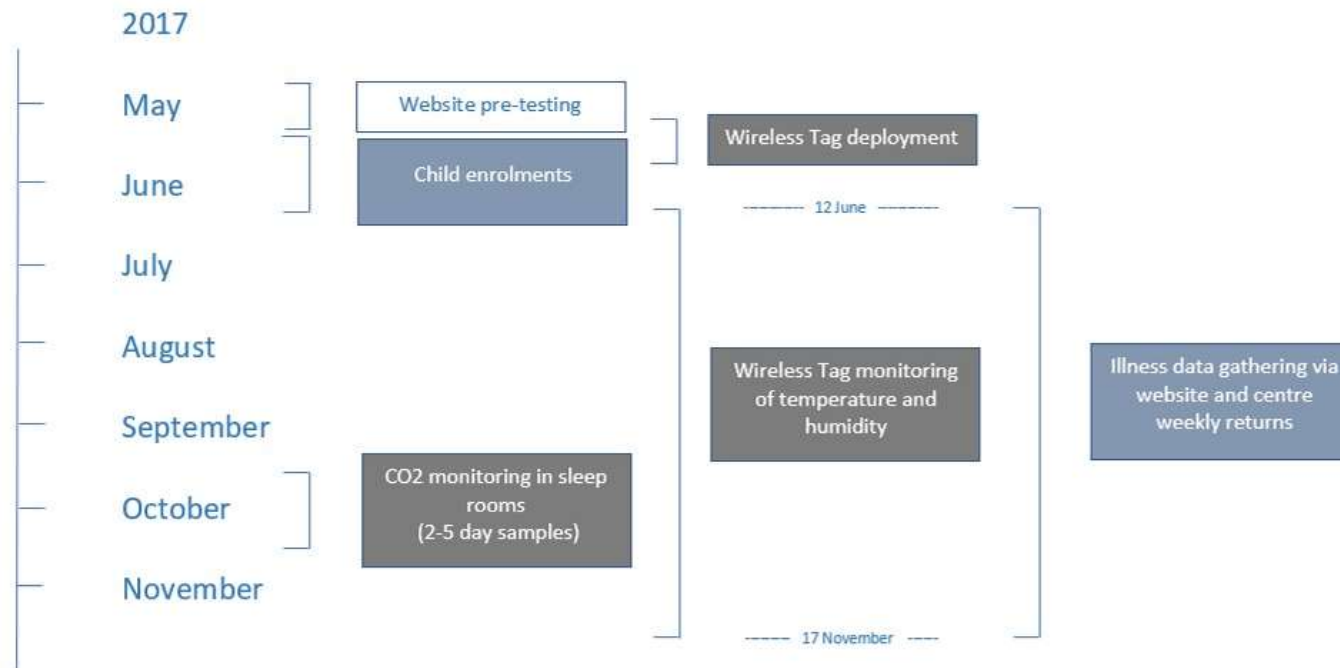 2017
May
Website pre-testing
Wireless Tag deployment
Child enrolments
June
12 June
July
August
Wireless Tag monitoring
of temperature and
humidity
Illness data gathering via
website and centre
weekly returns
September
CO2 monitoring in sleep
rooms
(2-5 day samples)
October
November
17 November